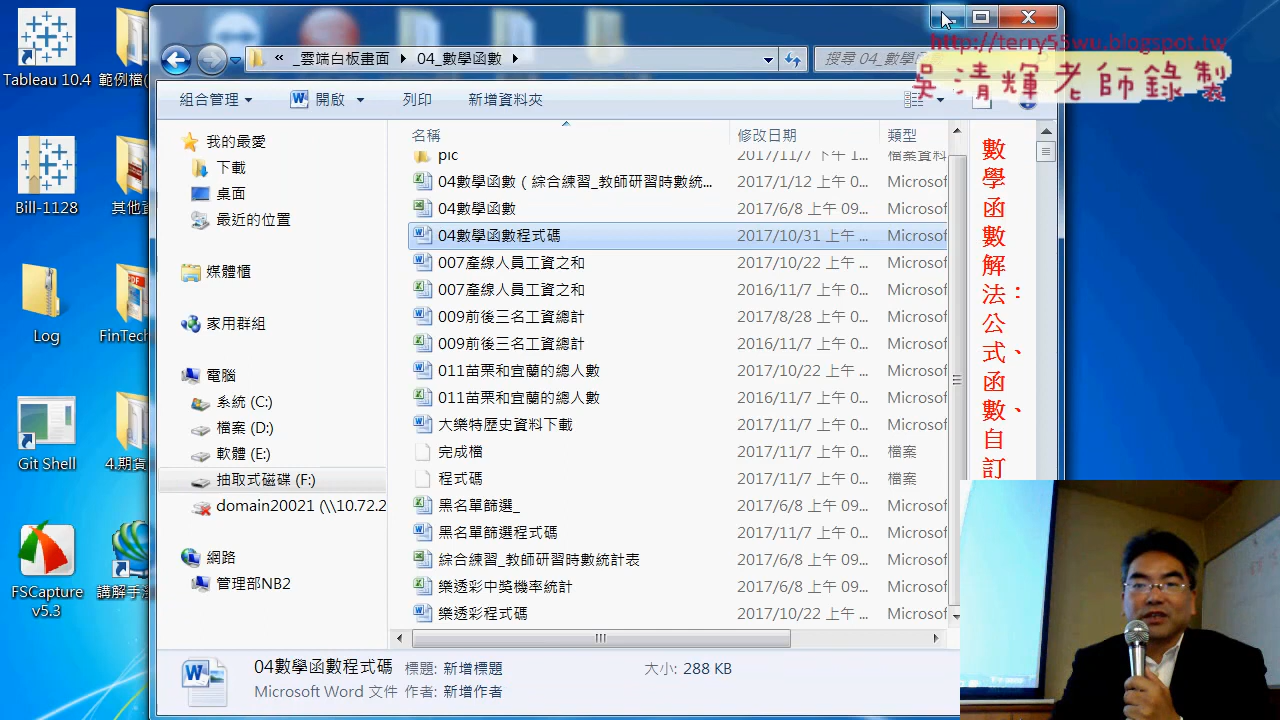 Tableau 10.4
範例檔(
Bill-1128
Log
FinTech
Git Shell
4.期貨
FSCapture v5.3
« _雲端白板畫面 ▸ 04_數學函數 ▸
搜尋 04_數學
http://terry55wu.blogspot.tw
吳清輝老師錄製
組合管理 ▾ 開啟 ▾ 列印 新增資料夾
我的最愛
下載
桌面
最近的位置
媒體櫃
家用群組
電腦
系統 (C:)
檔案 (D:)
軟體 (E:)
抽取式磁碟 (F:)
domain20021 (\\10.72.2
網路
管理部NB2
名稱 修改日期 類型
pic 2017/11/7 下午 1... 檔案資料
04數學函數 ( 綜合練習_教師研習時數統... 2017/1/12 上午 0... Microsof
04數學函數 2017/6/8 上午 09... Microsof
04數學函數程式碼 2017/10/31 上午 ... Microsof
007產線人員工資之和 2017/10/22 上午 ... Microsof
007產線人員工資之和 2016/11/7 上午 0... Microsof
009前後三名工資總計 2017/8/28 上午 0... Microsof
009前後三名工資總計 2016/11/7 上午 0... Microsof
011苗栗和宜蘭的總人數 2017/10/22 上午 ... Microsof
011苗栗和宜蘭的總人數 2016/11/7 上午 0... Microsof
大樂特歷史資料下載 2017/11/7 上午 0... Microsof
完成檔 2017/11/7 上午 0... 檔案
程式碼 2017/11/7 上午 0... 檔案
黑名單篩選_ 2017/6/8 上午 09... Microsof
黑名單篩選程式碼 2017/11/7 上午 0... Microsof
綜合練習_教師研習時數統計表 2017/6/8 上午 09... Microsof
樂透彩中獎機率統計 2017/6/8 上午 09... Microsof
樂透彩程式碼 2017/10/22 上午 ... Microsof
數學函數解法：公式、函數、自訂
04數學函數程式碼 標題: 新增標題 大小: 288 KB
Microsoft Word 文件 作者: 新增作者